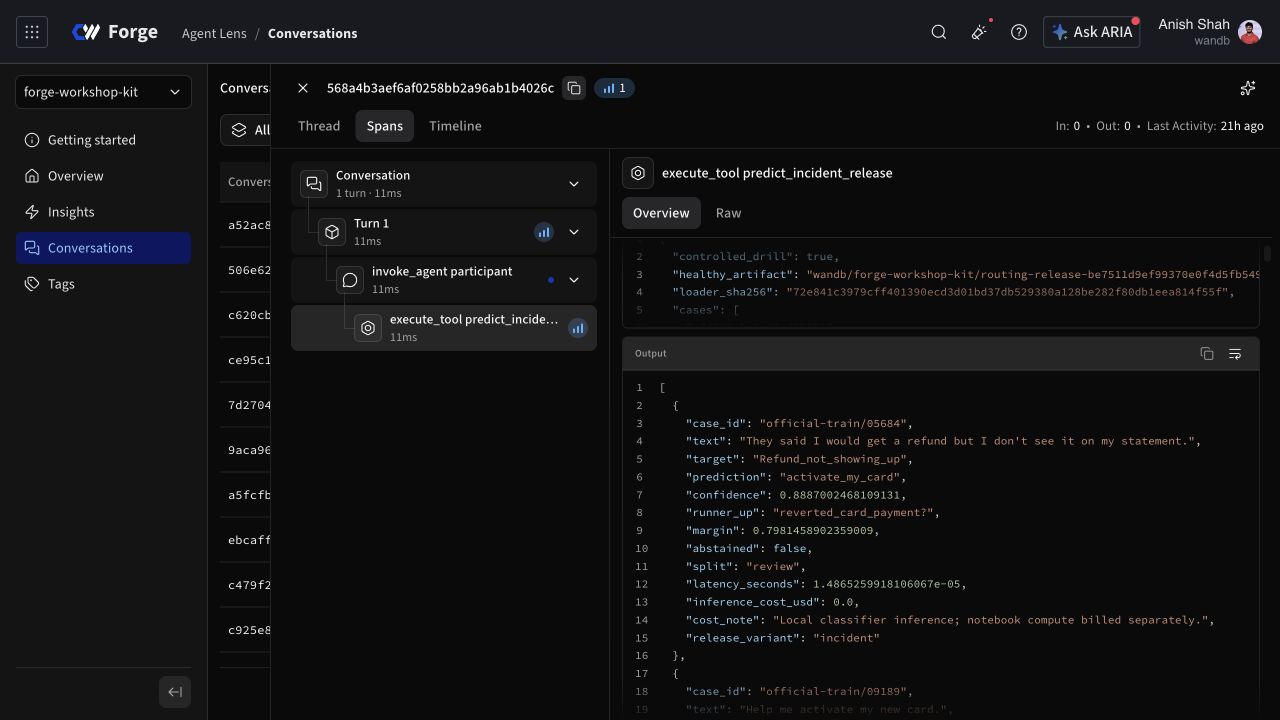 Forge
Agent Lens / Conversations
Ask ARIA
Anish Shah
wandb
forge-workshop-kit
Getting started
Overview
Insights
Conversations
Tags
Convers
All
Convers
a52ac8
506e62
c620cb
ce95c1
7d2704
9aca96
a5fcfb
ebcaff
c479f2
c925e8
568a4b3aef6af0258bb2a96ab1b4026c
1
Thread
Spans
Timeline
In: 0 • Out: 0 • Last Activity: 21h ago
Conversation
1 turn · 11ms
Turn 1
11ms
invoke_agent participant
11ms
execute_tool predict_incide...
11ms
execute_tool predict_incident_release
Overview
Raw
2 "controlled_drill": true,
3 "healthy_artifact": "wandb/forge-workshop-kit/routing-release-be7511d9ef99370e0f4d5fb549
4 "loader_sha256": "72e841c3979cff401390ecd3d01bd37db529380a128be282f80db1eea814f55f",
5 "cases": [
Output
1 [
2 {
3 "case_id": "official-train/05684",
4 "text": "They said I would get a refund but I don't see it on my statement.",
5 "target": "Refund_not_showing_up",
6 "prediction": "activate_my_card",
7 "confidence": 0.8887002468109131,
8 "runner_up": "reverted_card_payment?",
9 "margin": 0.7981458902359009,
10 "abstained": false,
11 "split": "review",
12 "latency_seconds": 1.4865259918106067e-05,
13 "inference_cost_usd": 0.0,
14 "cost_note": "Local classifier inference; notebook compute billed separately.",
15 "release_variant": "incident"
16 },
17 {
18 "case_id": "official-train/09189",
19 "text": "Help me activate my new card.",